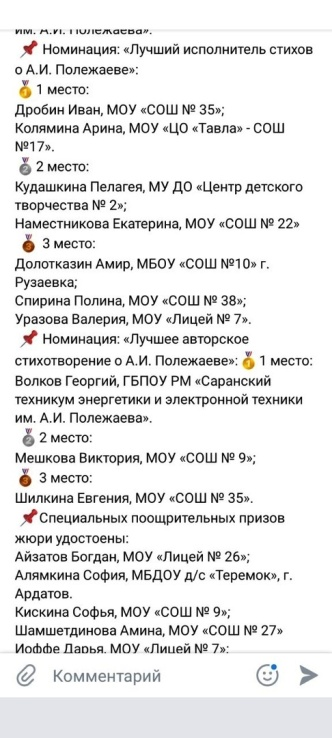 им. А.И. Полежаева».
Номинация: «Лучший исполнитель стихов
о А.И. Полежаеве»:
1 место:
Дробин Иван, МОУ «СОШ № 35»;
Колямина Арина, МОУ «ЦО «Тавла» - СОШ
№17».
2 место:
Кудашкина Пелагея, МУ ДО «Центр детского
творчества № 2»;
Наместникова Екатерина, МОУ «СОШ № 22»
3 место:
Долотказин Амир, МБОУ «СОШ №10» г.
Рузаевка;
Спирина Полина, МОУ «СОШ № 38»;
Уразова Валерия, МОУ «Лицей № 7».
Номинация: «Лучшее авторское
стихотворение о А.И. Полежаеве»: 1 место:
Волков Георгий, ГБПОУ РМ «Саранский
техникум энергетики и электронной техники
им. А.И. Полежаева».
2 место:
Мешкова Виктория, МОУ «СОШ № 9»;
3 место:
Шилкина Евгения, МОУ «СОШ № 35».
Специальных поощрительных призов
жюри удостоены:
Айзатов Богдан, МОУ «Лицей № 26»;
Алямкина София, МБДОУ д/с «Теремок», г.
Ардатов.
Кискина Софья, МОУ «СОШ № 9»;
Шамшетдинова Амина, МОУ «СОШ № 27»
Иоффе Дарья, МОУ «Лицей № 7»;
Комментарий